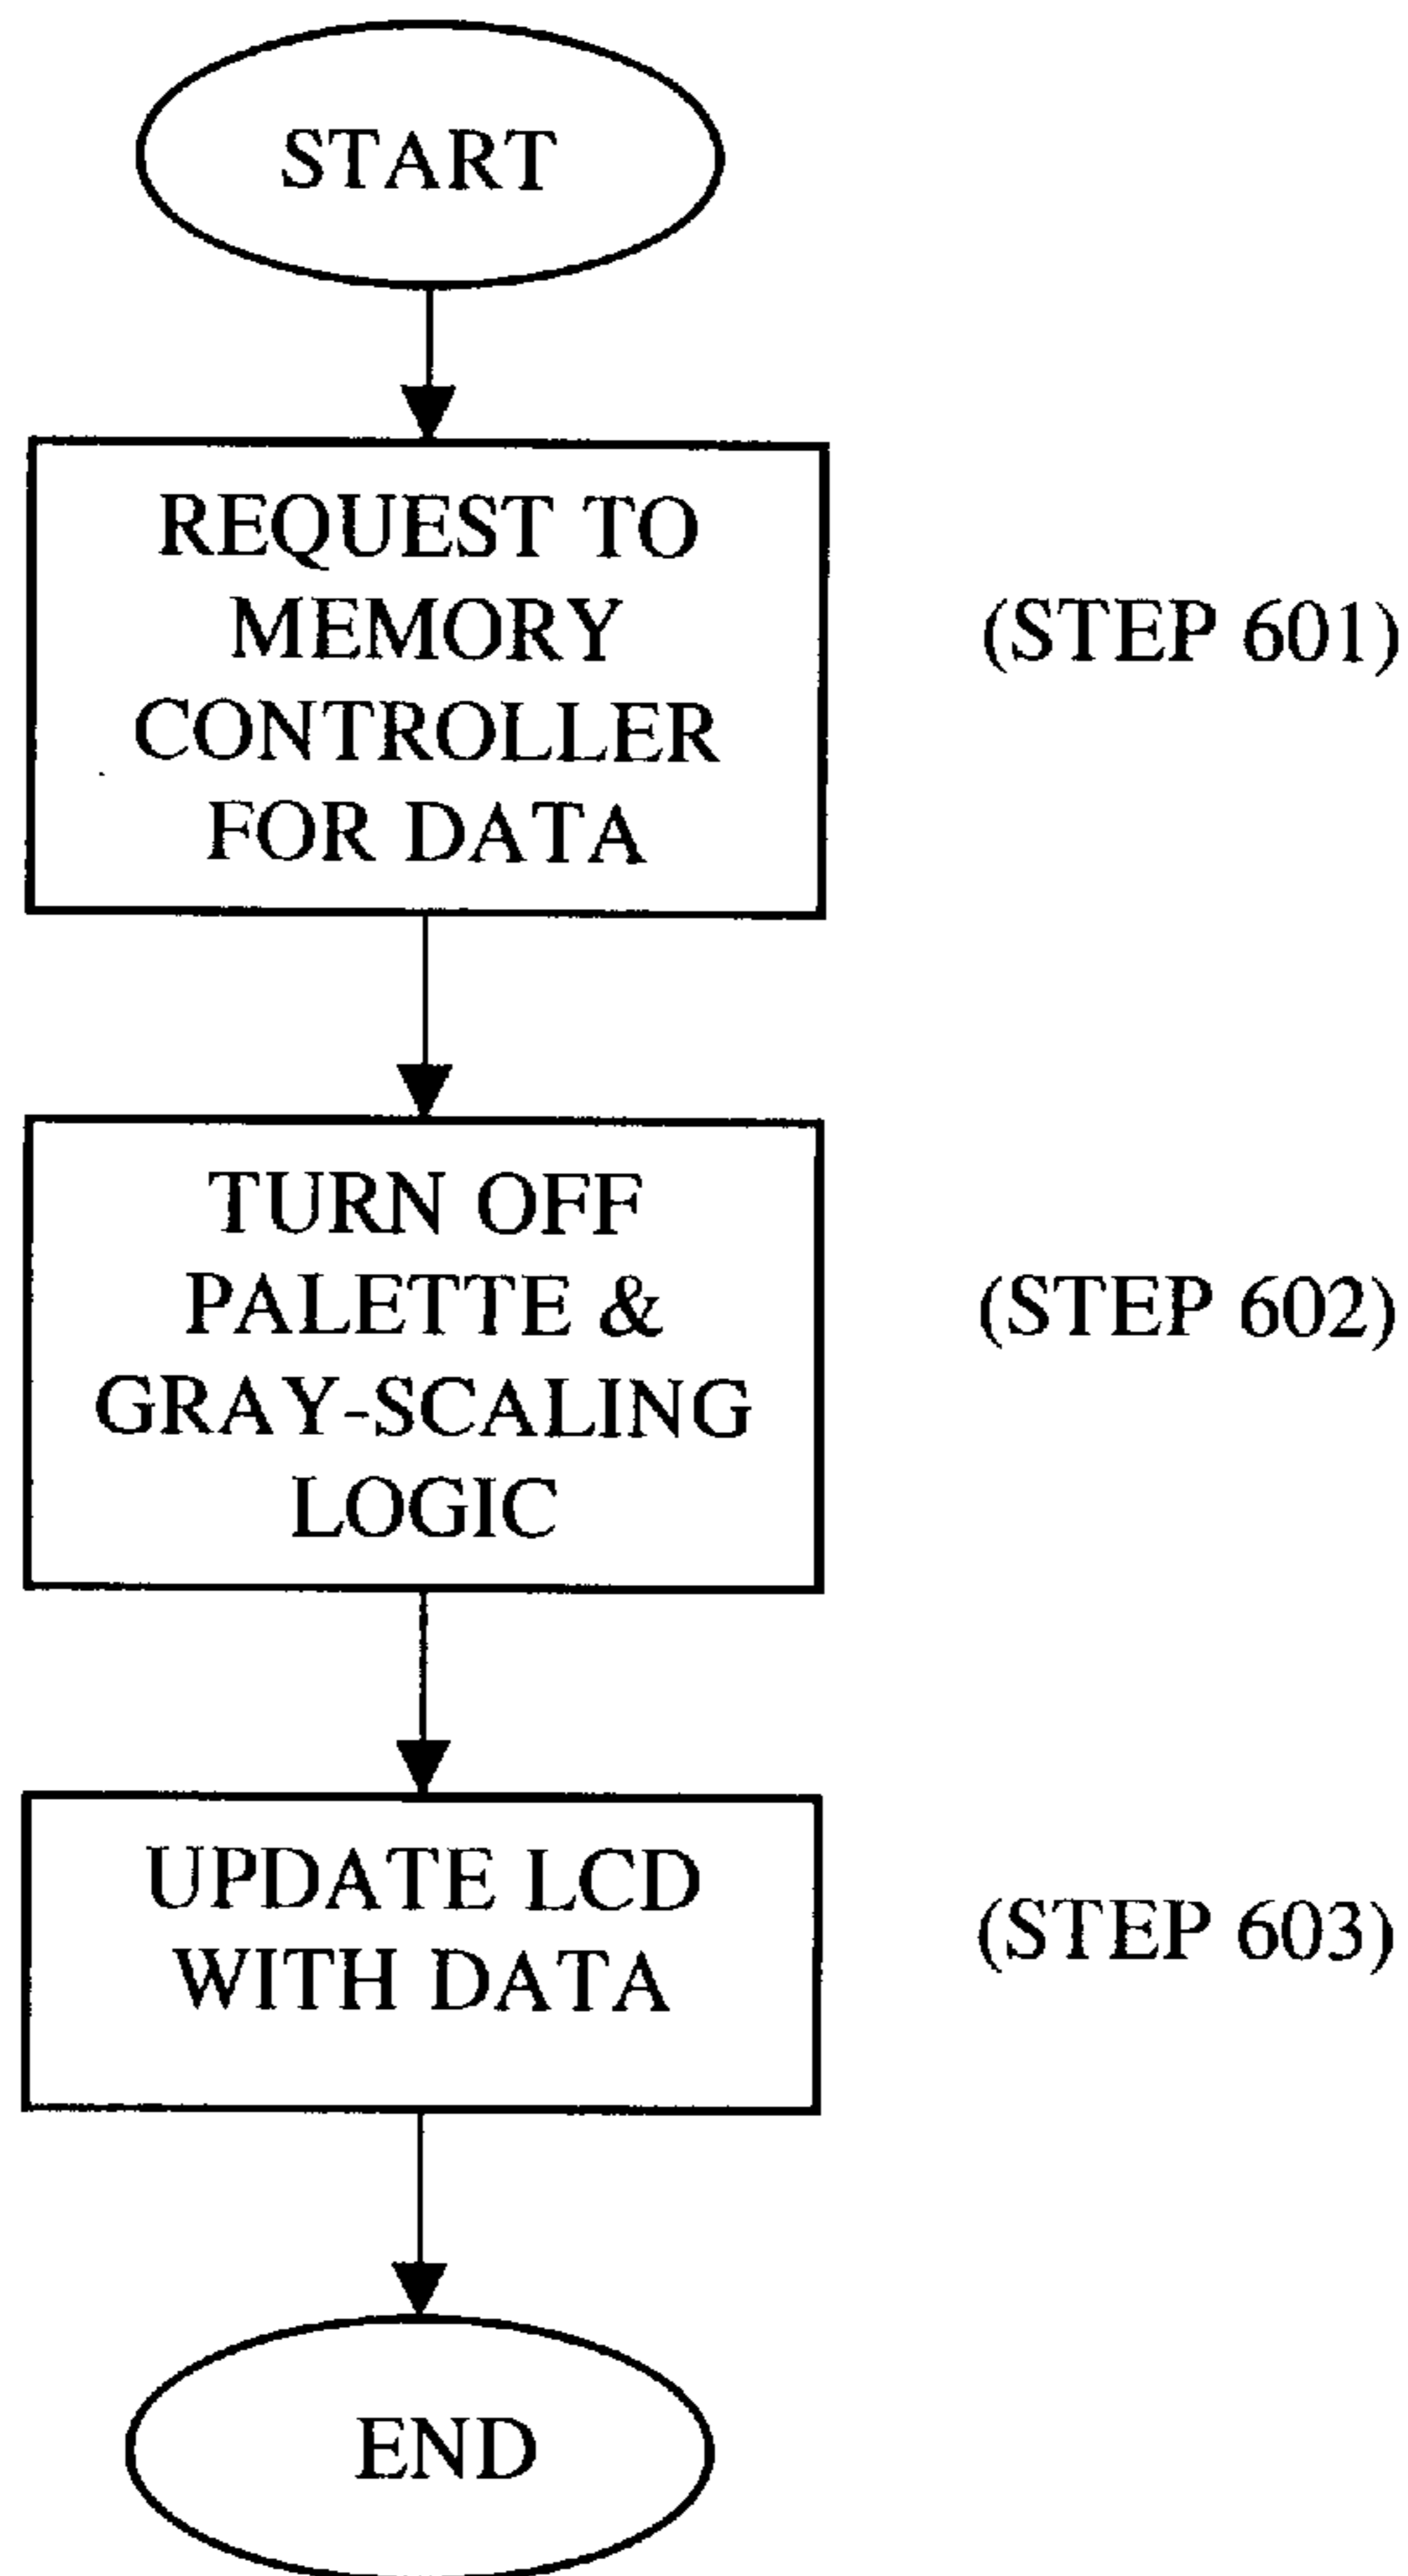 START
REQUEST TO
MEMORY
CONTROLLER
FOR DATA
(STEP 601)
TURN OFF
PALETTE &
GRAY-SCALING
LOGIC
(STEP 602)
UPDATE LCD
WITH DATA
(STEP 603)
END